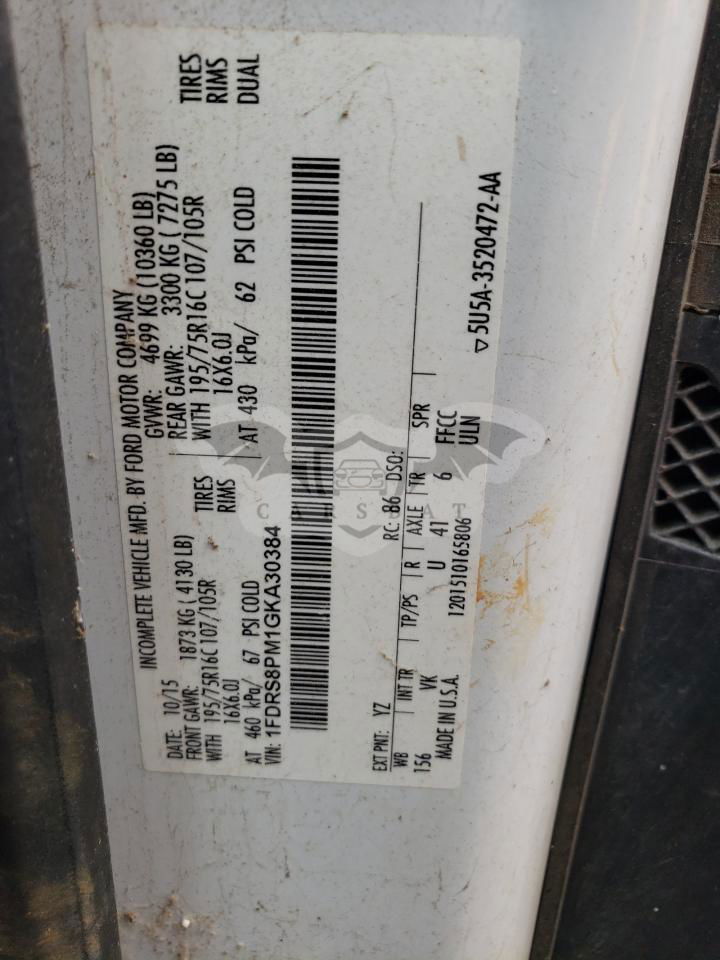 INCOMPLETE VEHICLE MFD. BY FORD MOTOR COMPANY
DATE: 10/15 GVWR: 4699 KG (10360 LB)
FRONT GAWR: 1873 KG ( 4130 LB) REAR GAWR: 3300 KG ( 7275 LB)
WITH 195/75R16C 107/105R TIRES WITH 195/75R16C 107/105R TIRES
16X6.0J RIMS 16X6.0J RIMS
AT 460 kPa/ 67 PSI COLD AT 430 kPa/ 62 PSI COLD DUAL
VIN: 1FDRS8PM1GKA30384
EXT PNT: YZ RC: 86 DSO:
WB INT TR TP/PS R AXLE TR SPR
156 VK U 41 6 FFCC
MADE IN U.S.A. 1201510165806 ULN
▽5U5A-3520472-AA
CARSTAT